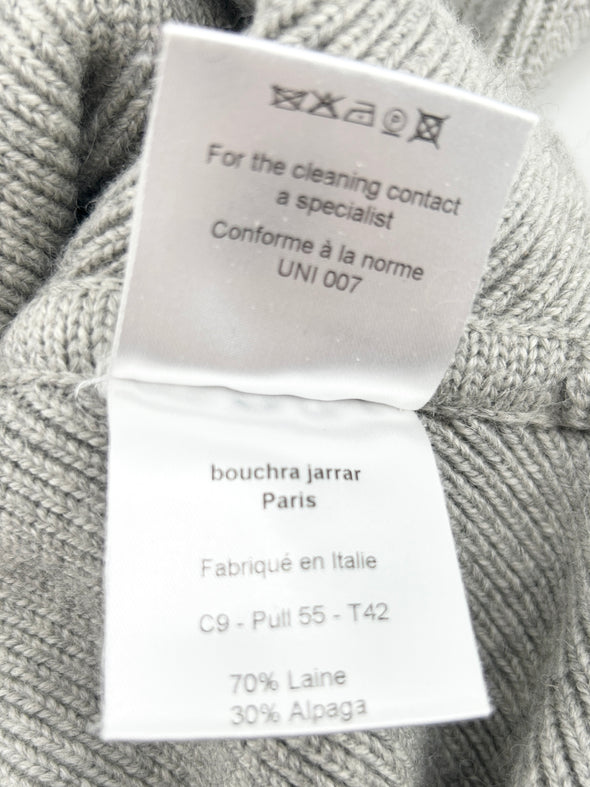 For the cleaning contact
a specialist
Conforme à la norme
UNI 007
bouchra jarrar
Paris
Fabriqué en Italie
C9 - Pull 55 - T42
70% Laine
30% Alpaga